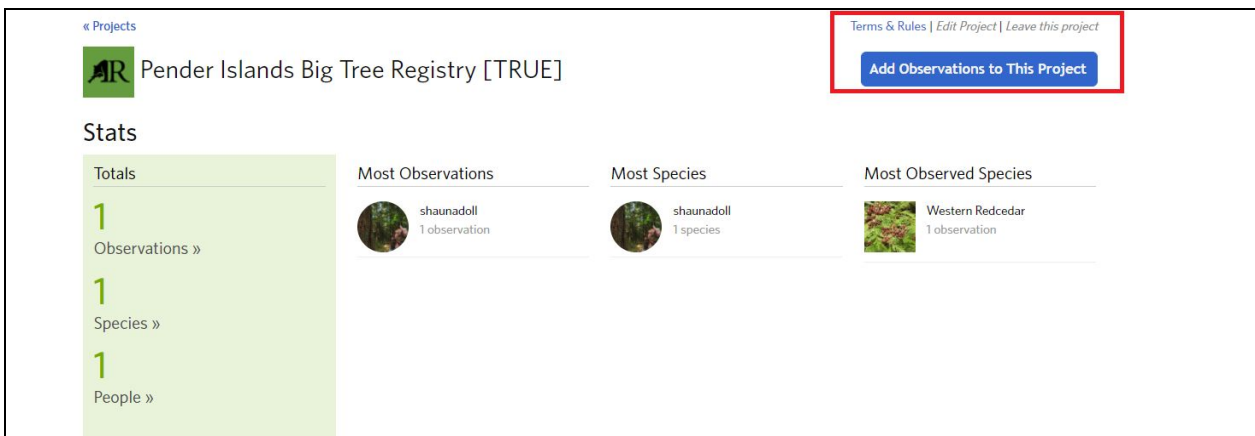 « Projects
Terms & Rules | Edit Project | Leave this project
AR Pender Islands Big Tree Registry [TRUE]
Add Observations to This Project
Stats
Totals
1
Observations »
1
Species »
1
People »
Most Observations
shaunadoll
1 observation
Most Species
shaunadoll
1 species
Most Observed Species
Western Redcedar
1 observation